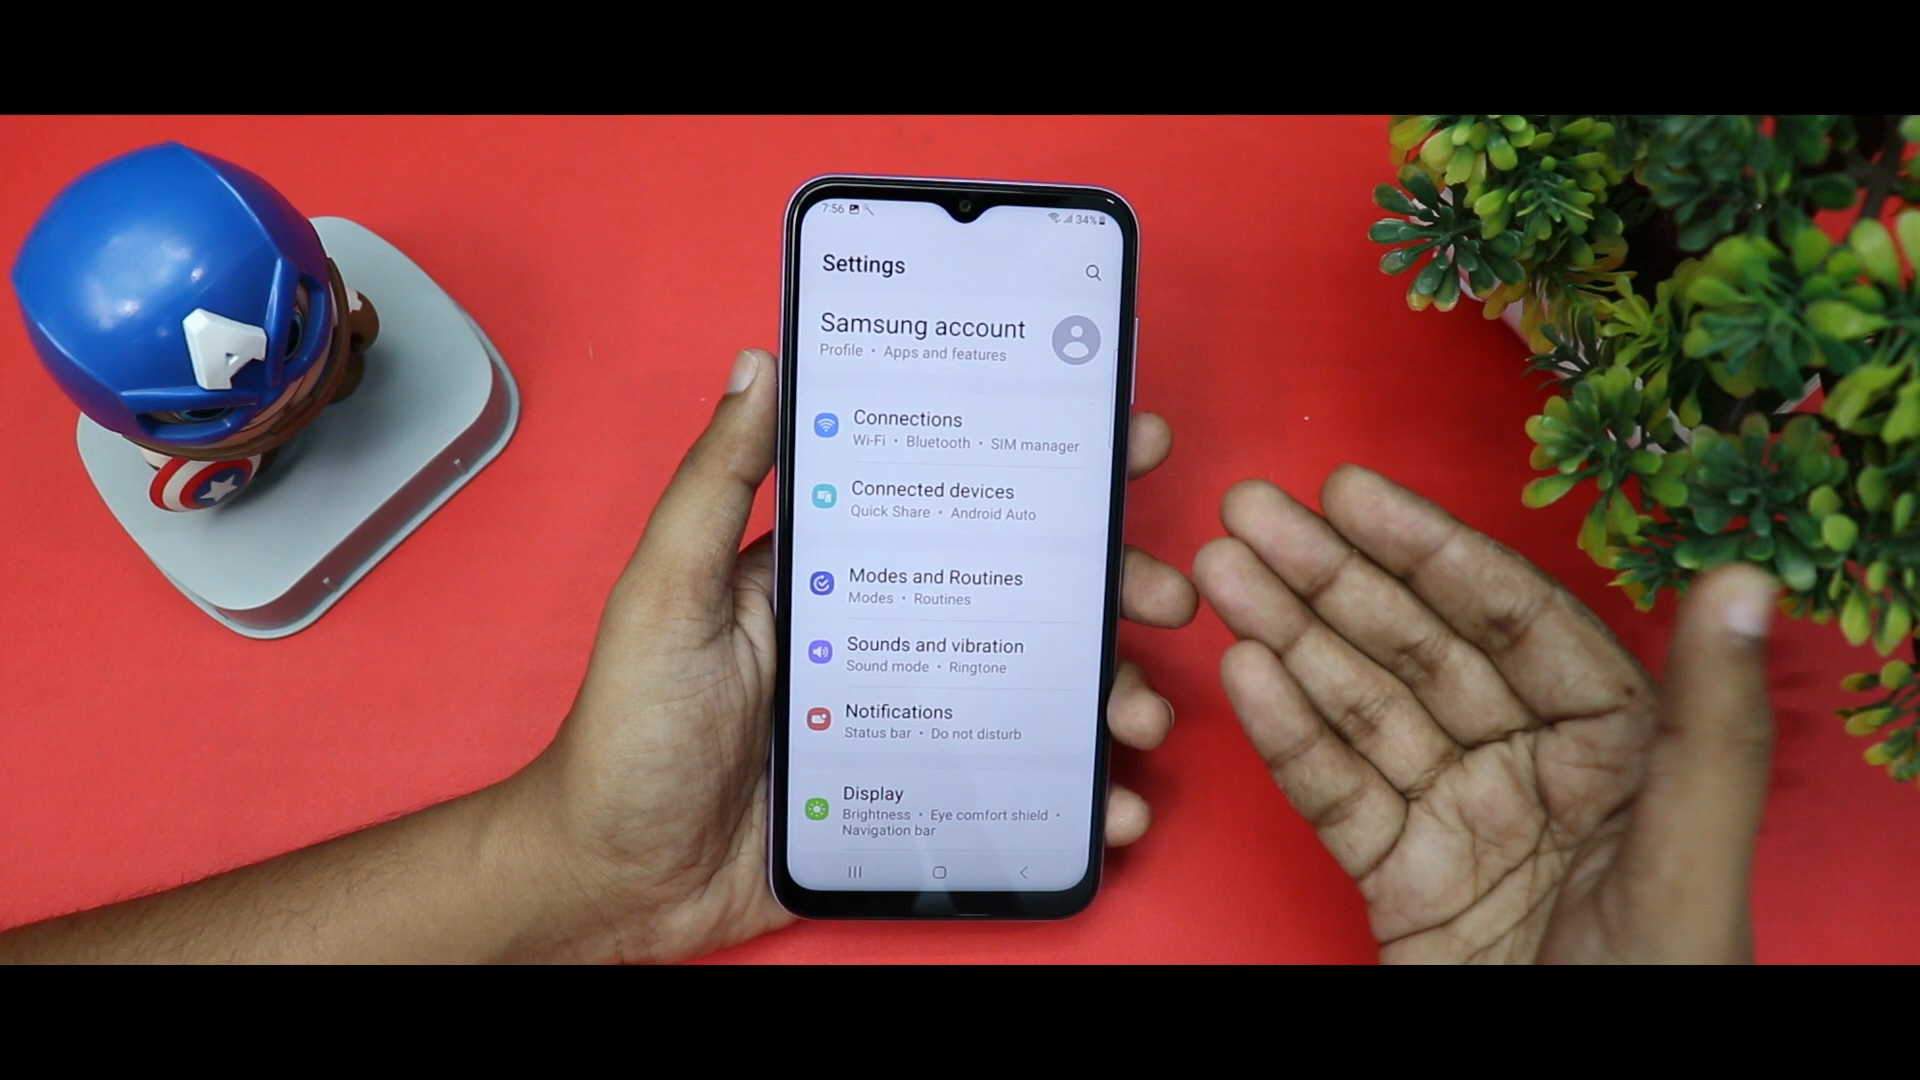 7:56
34%
Settings
Samsung account
Profile • Apps and features
Connections
Wi-Fi • Bluetooth • SIM manager
Connected devices
Quick Share • Android Auto
Modes and Routines
Modes • Routines
Sounds and vibration
Sound mode • Ringtone
Notifications
Status bar • Do not disturb
Display
Brightness • Eye comfort shield •
Navigation bar
A